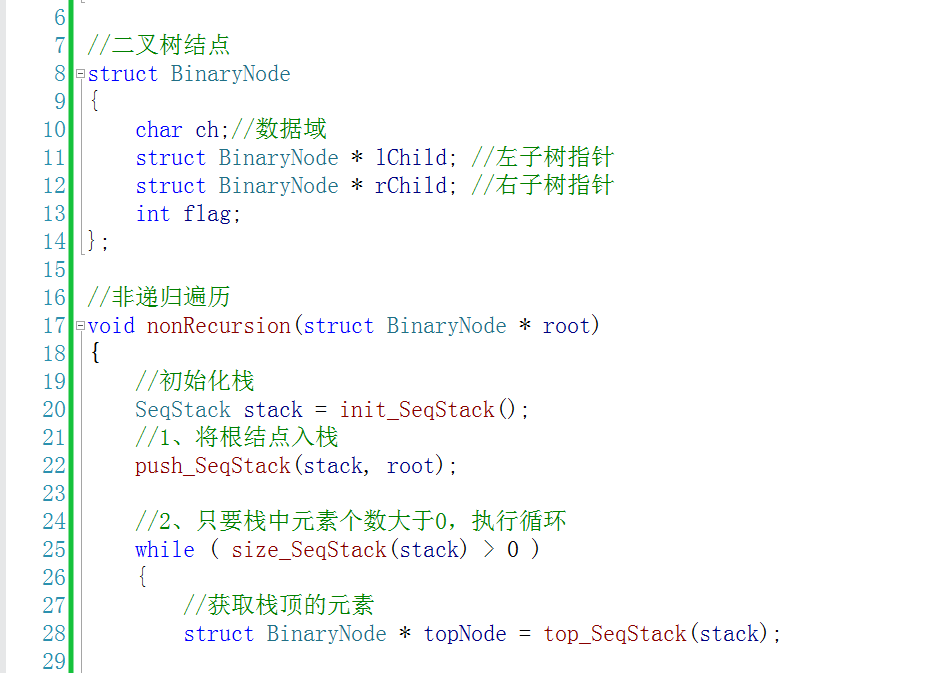 6
7 //二叉树结点
8 struct BinaryNode
9 {
10 char ch;//数据域
11 struct BinaryNode * lChild; //左子树指针
12 struct BinaryNode * rChild; //右子树指针
13 int flag;
14 };
15
16 //非递归遍历
17 void nonRecursion(struct BinaryNode * root)
18 {
19 //初始化栈
20 SeqStack stack = init_SeqStack();
21 //1、将根结点入栈
22 push_SeqStack(stack, root);
23
24 //2、只要栈中元素个数大于0，执行循环
25 while ( size_SeqStack(stack) > 0 )
26 {
27 //获取栈顶的元素
28 struct BinaryNode * topNode = top_SeqStack(stack);
29